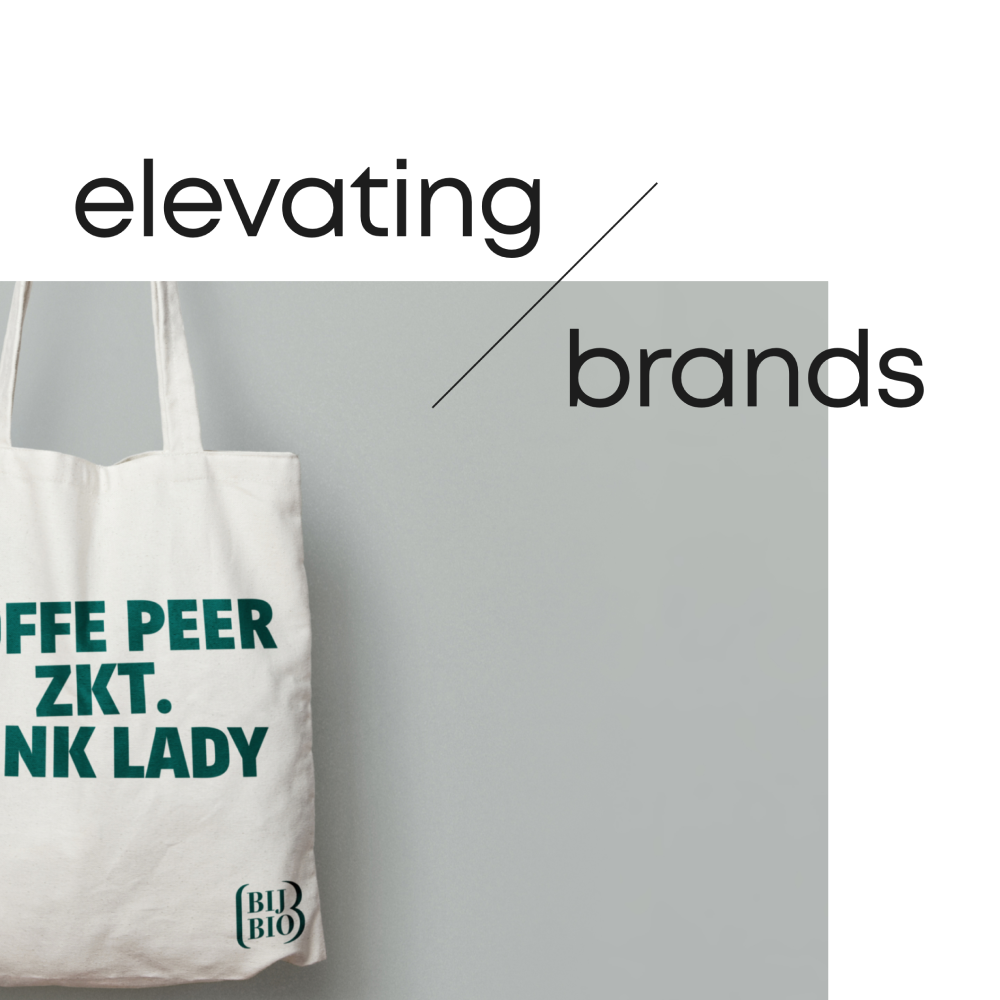 elevating
brands
OFFE PEER
ZKT.
NK LADY
BIJ
BIO